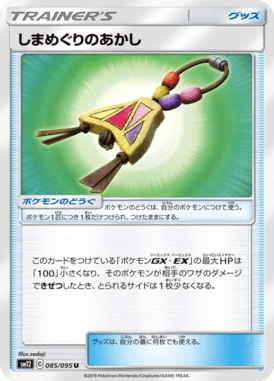 TRAINER'S
グッズ
しまめぐりのあかし
ポケモンのどうぐ
ポケモンのどうぐは、自分のポケモンにつけて使う。
ポケモン1匹につき1枚だけつけられ、つけたままにする。
このカードをつけている「ポケモンGX・EX」の最大HPは
「100」小さくなり、そのポケモンが相手のワザのダメージ
できぜつしたとき、とられるサイドは1枚少なくなる。
グッズは、自分の番に何枚でも使える。
Illus.sadaji
sm12 C 085/095 U
©2019 Pokémon/Nintendo/Creatures/GAME FREAK.